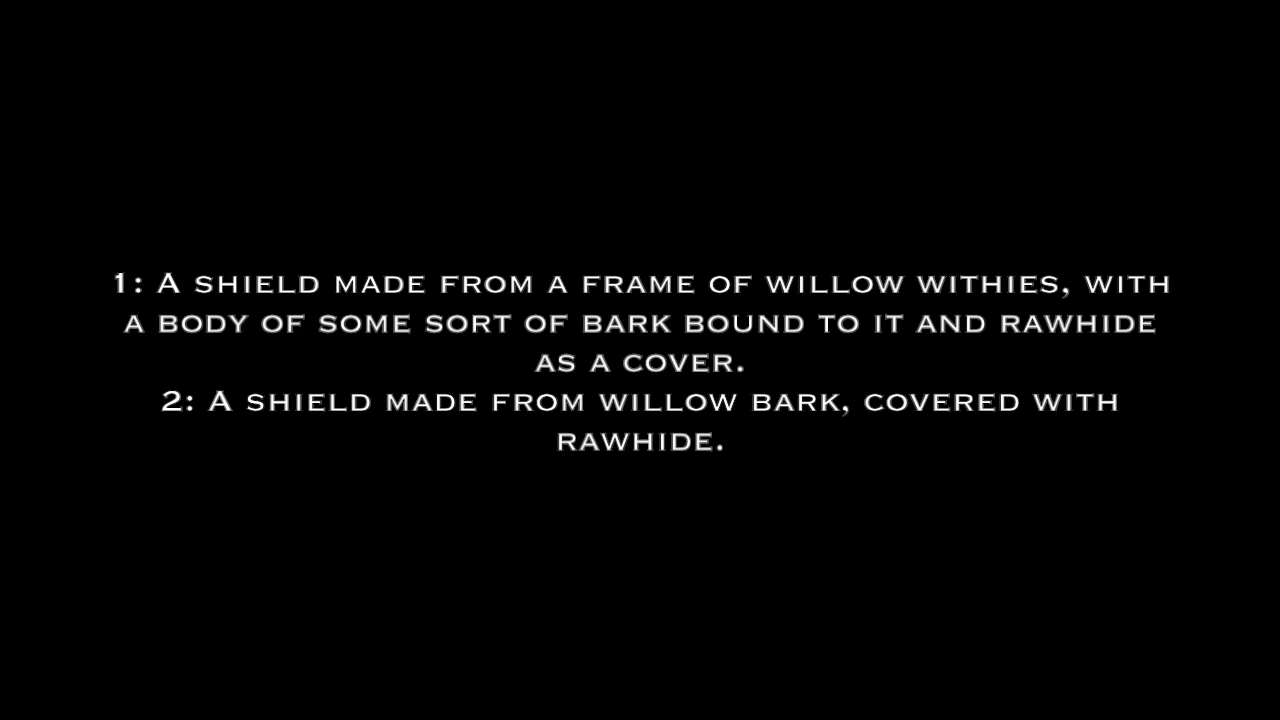 1: A shield made from a frame of willow withies, with
a body of some sort of bark bound to it and rawhide
as a cover.
2: A shield made from willow bark, covered with
rawhide.